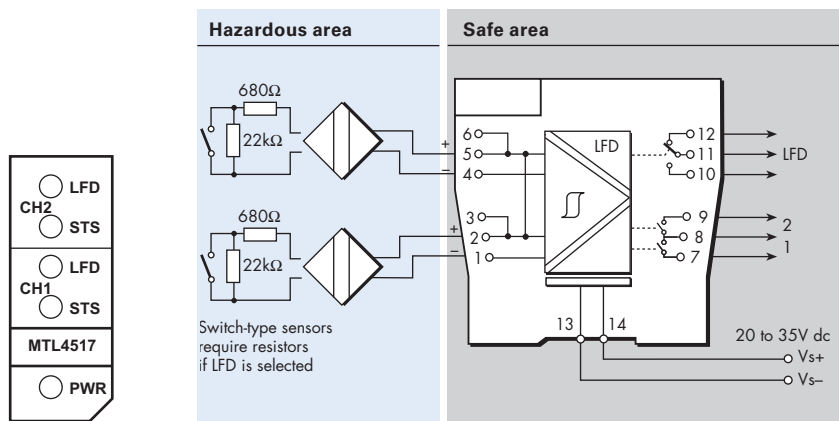 LFD
CH2
STS
LFD
CH1
STS
MTL4517
PWR
Hazardous area
Safe area
680Ω
22kΩ
680Ω
22kΩ
Switch-type sensors
require resistors
if LFD is selected
+
–
+
–
6
5
4
3
2
1
LFD
12
11
10
LFD
9
8
7
2
1
13
14
20 to 35V dc
Vs+
Vs–